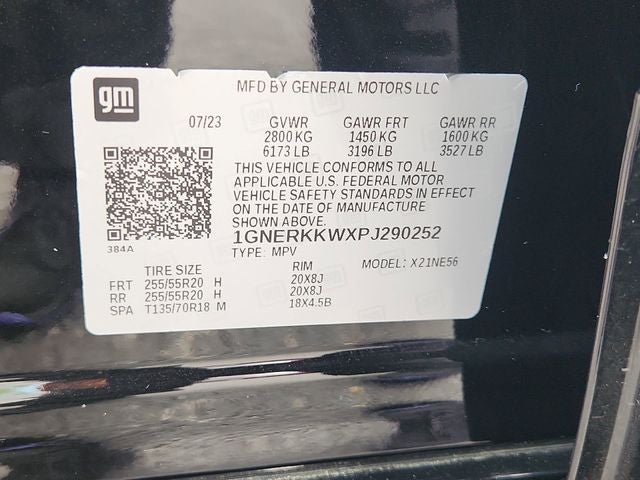 gm
MFD BY GENERAL MOTORS LLC
07/23 GVWR GAWR FRT GAWR RR
2800 KG 1450 KG 1600 KG
6173 LB 3196 LB 3527 LB
THIS VEHICLE CONFORMS TO ALL
APPLICABLE U.S. FEDERAL MOTOR
VEHICLE SAFETY STANDARDS IN EFFECT
ON THE DATE OF MANUFACTURE
SHOWN ABOVE.
384A
1GNERKKWXPJ290252
TYPE: MPV
TIRE SIZE RIM MODEL: X21NE56
FRT 255/55R20 H 20X8J
RR 255/55R20 H 20X8J
SPA T135/70R18 M 18X4.5B